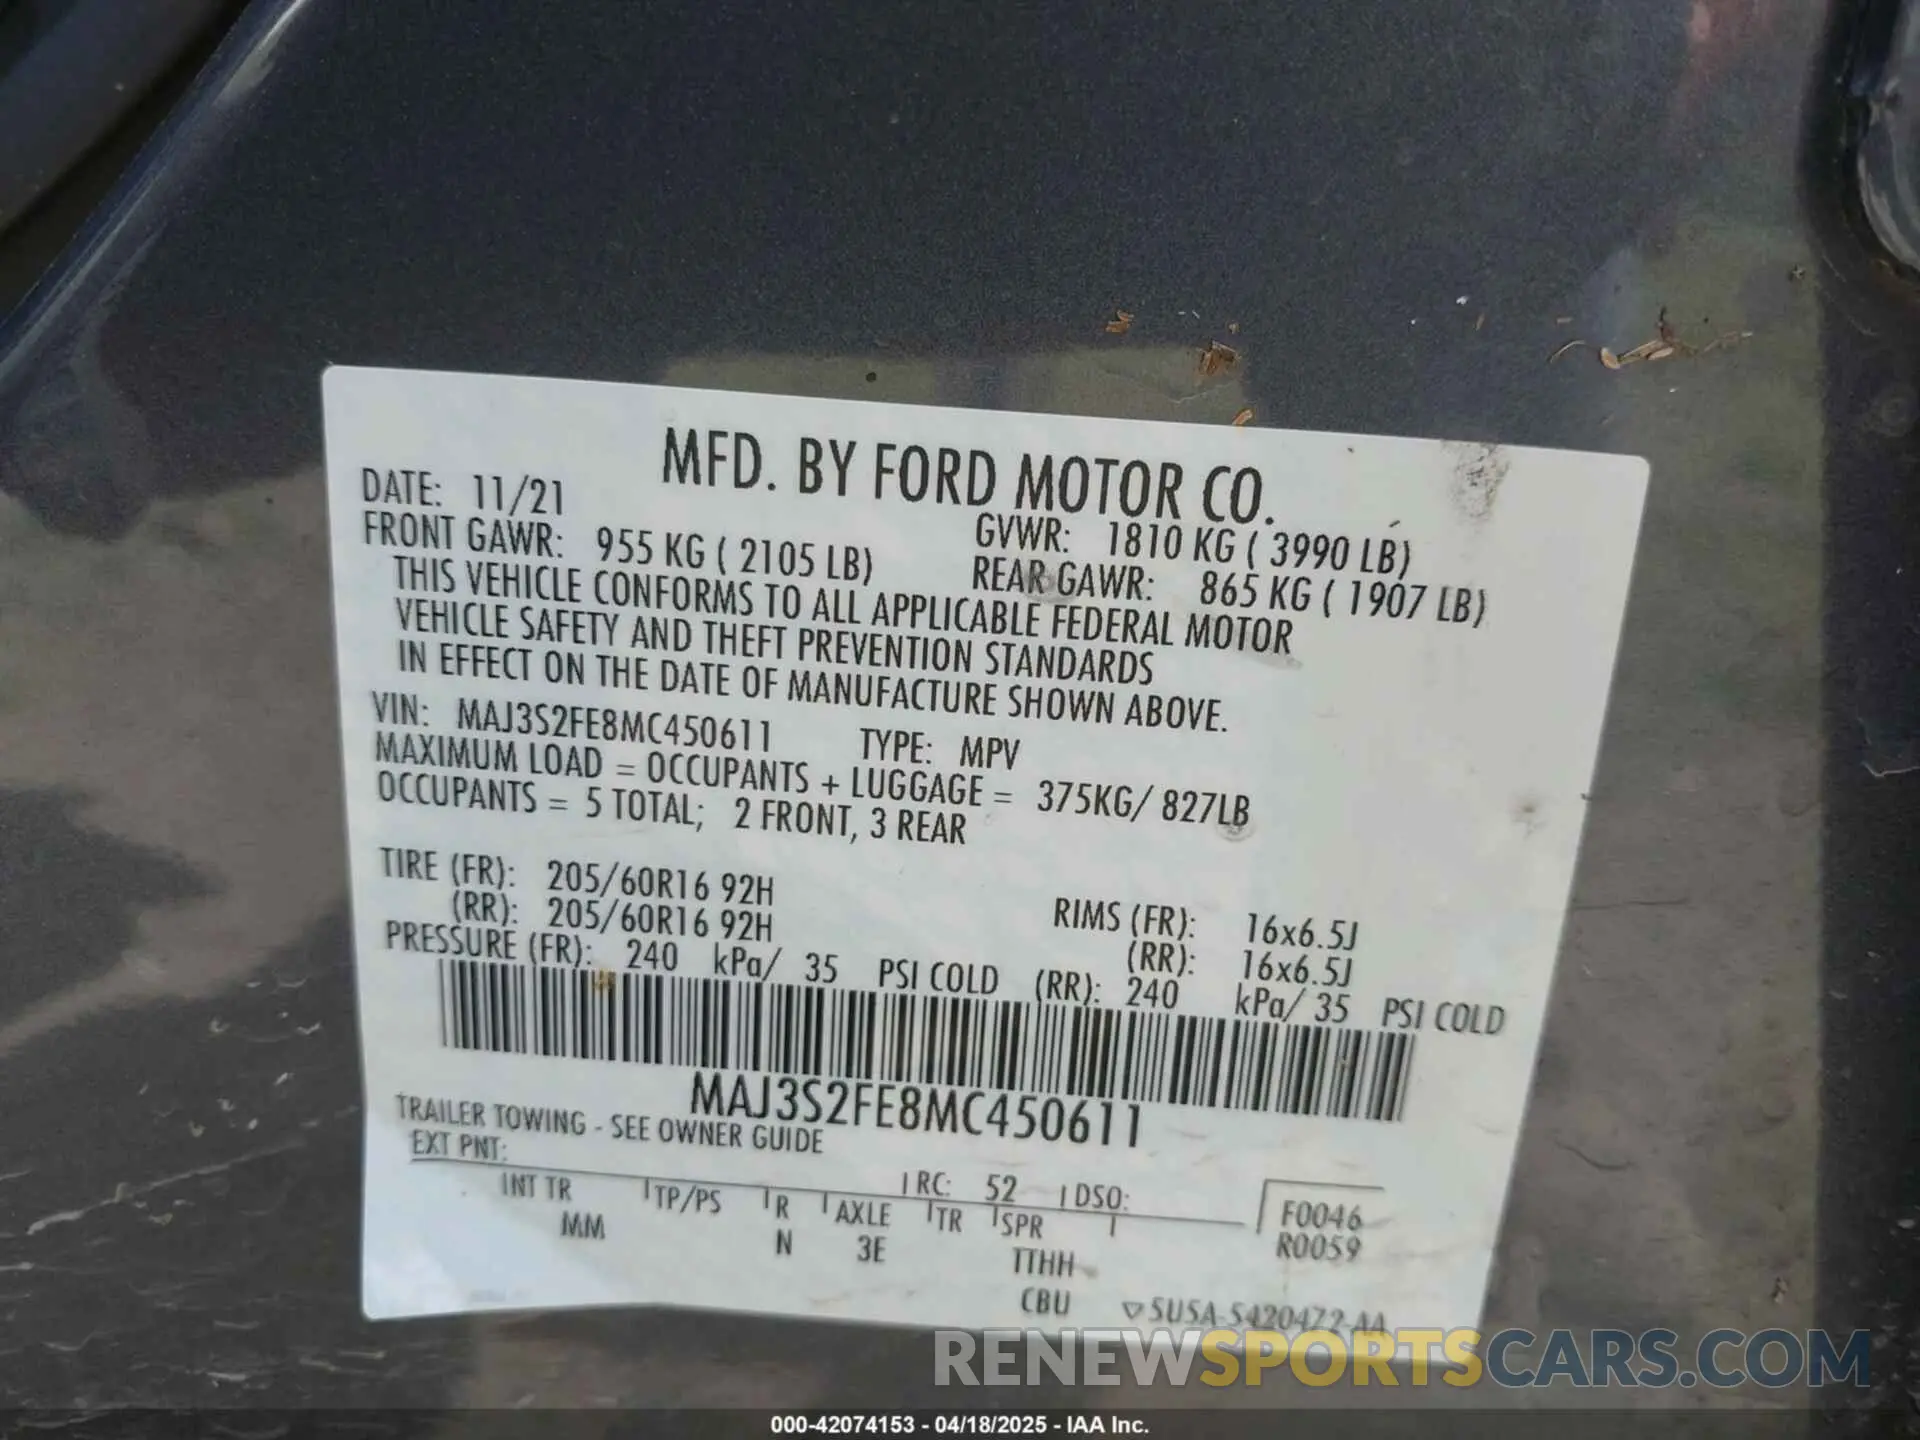 MFD. BY FORD MOTOR CO.
DATE: 11/21
GVWR: 1810 KG ( 3990 LB)
FRONT GAWR: 955 KG ( 2105 LB)
REAR GAWR: 865 KG ( 1907 LB)
THIS VEHICLE CONFORMS TO ALL APPLICABLE FEDERAL MOTOR
VEHICLE SAFETY AND THEFT PREVENTION STANDARDS
IN EFFECT ON THE DATE OF MANUFACTURE SHOWN ABOVE.
VIN: MAJ3S2FE8MC450611 TYPE: MPV
MAXIMUM LOAD = OCCUPANTS + LUGGAGE = 375KG/ 827LB
OCCUPANTS = 5 TOTAL; 2 FRONT, 3 REAR
TIRE (FR): 205/60R16 92H RIMS (FR): 16x6.5J
(RR): 205/60R16 92H (RR): 16x6.5J
PRESSURE (FR): 240 kPa/ 35 PSI COLD (RR): 240 kPa/ 35 PSI COLD
MAJ3S2FE8MC450611
TRAILER TOWING - SEE OWNER GUIDE
EXT PNT: RC: 52 DSO:
INT TR TP/PS R AXLE TR SPR
MM N 3E TTHH
CBU
F0046
R0059
5U5A-S420472-AA
RENEWSPORTSCARS.COM
000-42074153 - 04/18/2025 - IAA Inc.